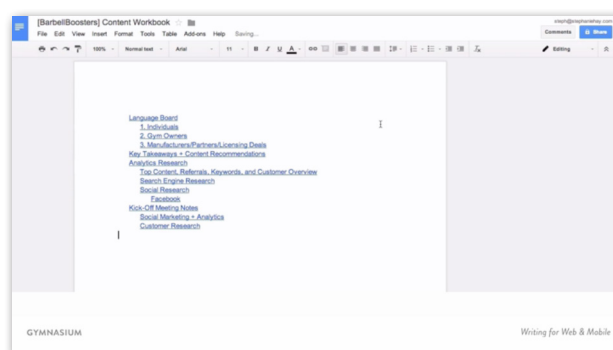 [BarbellBoosters] Content Workbook
steph@stephaniehay.com
File Edit View Insert Format Tools Table Add-ons Help Saving...
Comments Share
100% Normal text Arial 11 B I U A Editing
Language Board
1. Individuals
2. Gym Owners
3. Manufacturers/Partners/Licensing Deals
Key Takeaways + Content Recommendations
Analytics Research
Top Content, Referrals, Keywords, and Customer Overview
Search Engine Research
Social Research
Facebook
Kick-Off Meeting Notes
Social Marketing + Analytics
Customer Research
GYMNASIUM
Writing for Web & Mobile